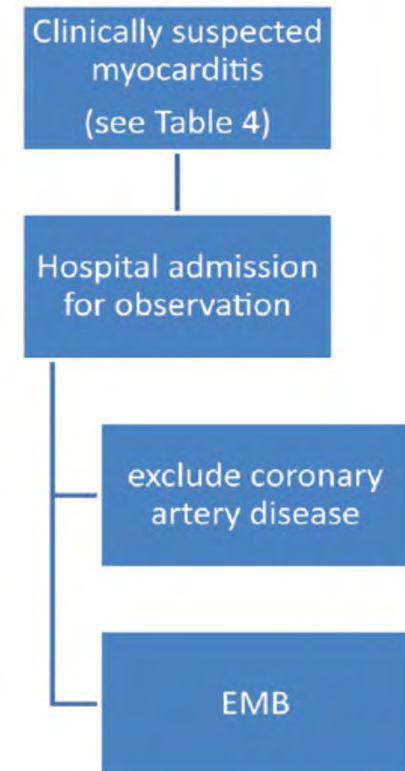 Clinically suspected
myocarditis
(see Table 4)
Hospital admission
for observation
exclude coronary
artery disease
EMB